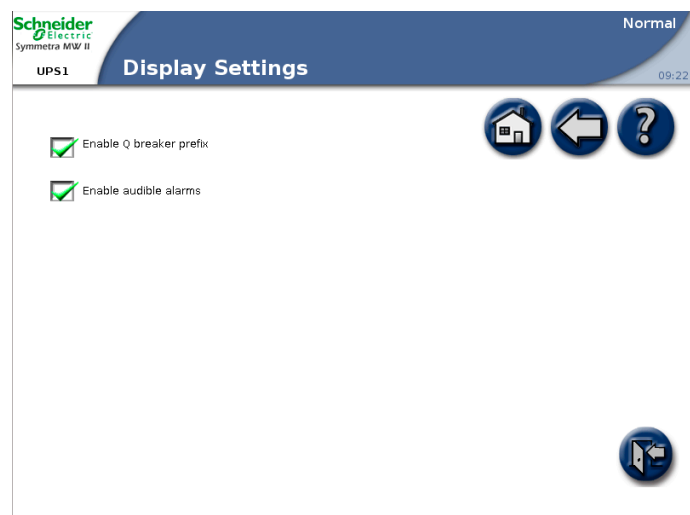 Schneider
Electric
Symmetra MW II
UPS1
Display Settings
Normal
09:22
Enable Q breaker prefix
Enable audible alarms
?